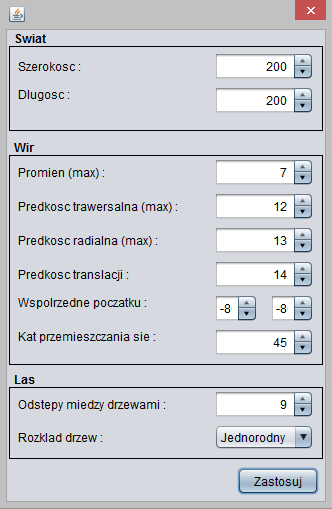 Swiat
Szerokosc : 200
Dlugosc : 200
Wir
Promien (max) : 7
Predkosc trawersalna (max) : 12
Predkosc radialna (max) : 13
Predkosc translacji : 14
Wspolrzedne poczatku : -8 -8
Kat przemieszczania sie : 45
Las
Odstepy miedzy drzewami : 9
Rozklad drzew : Jednorodny
Zastosuj